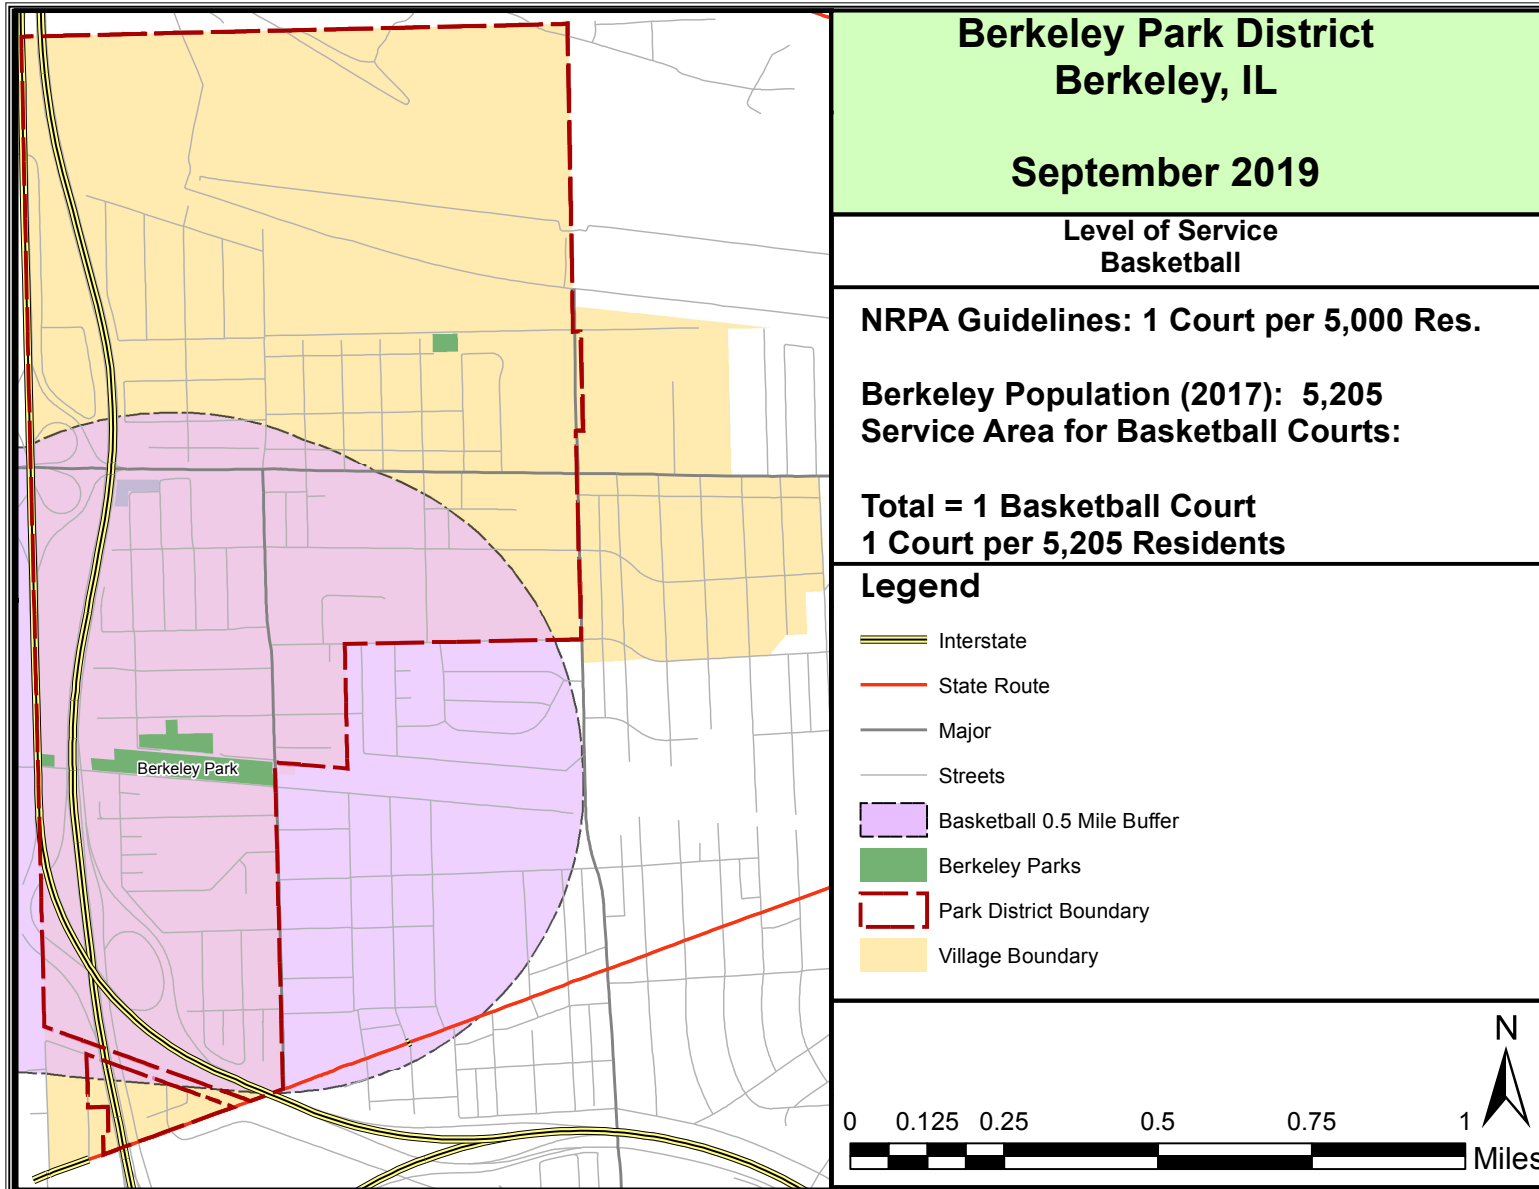 Berkeley Park District
Berkeley, IL
September 2019
Level of Service
Basketball
NRPA Guidelines: 1 Court per 5,000 Res.
Berkeley Population (2017): 5,205
Service Area for Basketball Courts:
Total = 1 Basketball Court
1 Court per 5,205 Residents
Legend
Interstate
State Route
Major
Streets
Basketball 0.5 Mile Buffer
Berkeley Parks
Park District Boundary
Village Boundary
Berkeley Park
N
0 0.125 0.25 0.5 0.75 1
Miles